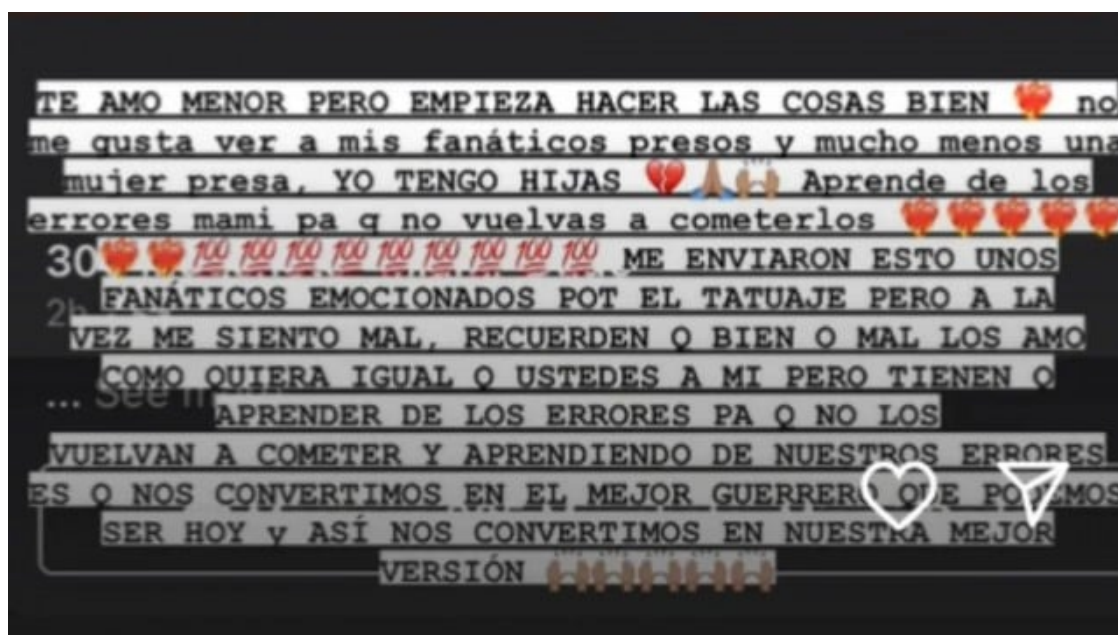 TE AMO MENOR PERO EMPIEZA HACER LAS COSAS BIEN ❤️‍🔥 no
me gusta ver a mis fanáticos presos y mucho menos una
mujer presa, YO TENGO HIJAS 💔🙏🏽🙌🏽 Aprende de los
errores mami pa q no vuelvas a cometerlos ❤️‍🔥❤️‍🔥❤️‍🔥❤️‍🔥❤️‍🔥
30❤️‍🔥❤️‍🔥💯💯💯💯💯💯💯💯💯 ME ENVIARON ESTO UNOS
FANÁTICOS EMOCIONADOS POT EL TATUAJE PERO A LA
2h
VEZ ME SIENTO MAL, RECUERDEN Q BIEN O MAL LOS AMO
COMO QUIERA IGUAL Q USTEDES A MI PERO TIENEN Q
... See
APRENDER DE LOS ERRORES PA Q NO LOS
VUELVAN A COMETER Y APRENDIENDO DE NUESTROS ERRORES
ES Q NOS CONVERTIMOS EN EL MEJOR GUERRERO QUE PODEMOS
SER HOY y ASÍ NOS CONVERTIMOS EN NUESTRA MEJOR
VERSIÓN 🙌🏽🙌🏽🙌🏽🙌🏽🙌🏽